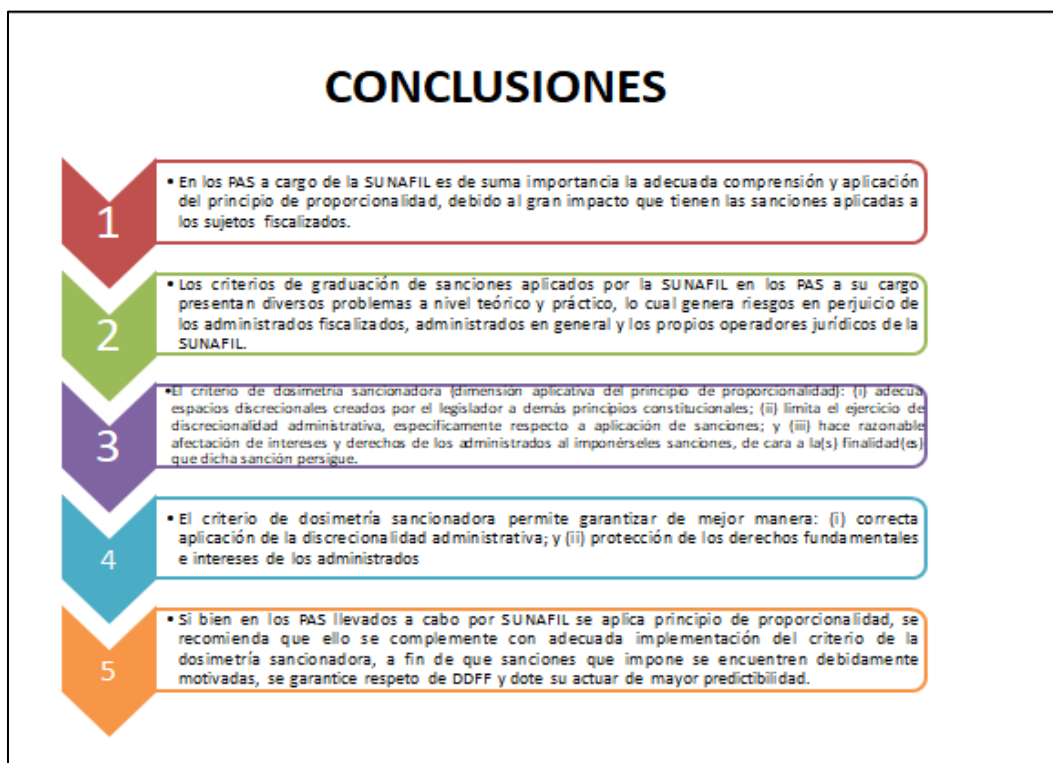 CONCLUSIONES
1
• En los PAS a cargo de la SUNAFIL es de suma importancia la adecuada comprensión y aplicación
del principio de proporcionalidad, debido al gran impacto que tienen las sanciones aplicadas a
los sujetos fiscalizados.
2
• Los criterios de graduación de sanciones aplicados por la SUNAFIL en los PAS a su cargo
presentan diversos problemas a nivel teórico y práctico, lo cual genera riesgos en perjuicio de
los administrados fiscalizados, administrados en general y los propios operadores jurídicos de la
SUNAFIL.
3
•El criterio de dosimetría sancionadora (dimensión aplicativa del principio de proporcionalidad): (i) adecua
espacios discrecionales creados por el legislador a demás principios constitucionales; (ii) limita el ejercicio de
discrecionalidad administrativa, específicamente respecto a aplicación de sanciones; y (iii) hace razonable
afectación de intereses y derechos de los administrados al imponérseles sanciones, de cara a la(s) finalidad(es)
que dicha sanción persigue.
4
• El criterio de dosimetría sancionadora permite garantizar de mejor manera: (i) correcta
aplicación de la discrecionalidad administrativa; y (ii) protección de los derechos fundamentales
e intereses de los administrados
5
• Si bien en los PAS llevados a cabo por SUNAFIL se aplica principio de proporcionalidad, se
recomienda que ello se complemente con adecuada implementación del criterio de la
dosimetría sancionadora, a fin de que sanciones que impone se encuentren debidamente
motivadas, se garantice respeto de DDFF y dote su actuar de mayor predictibilidad.